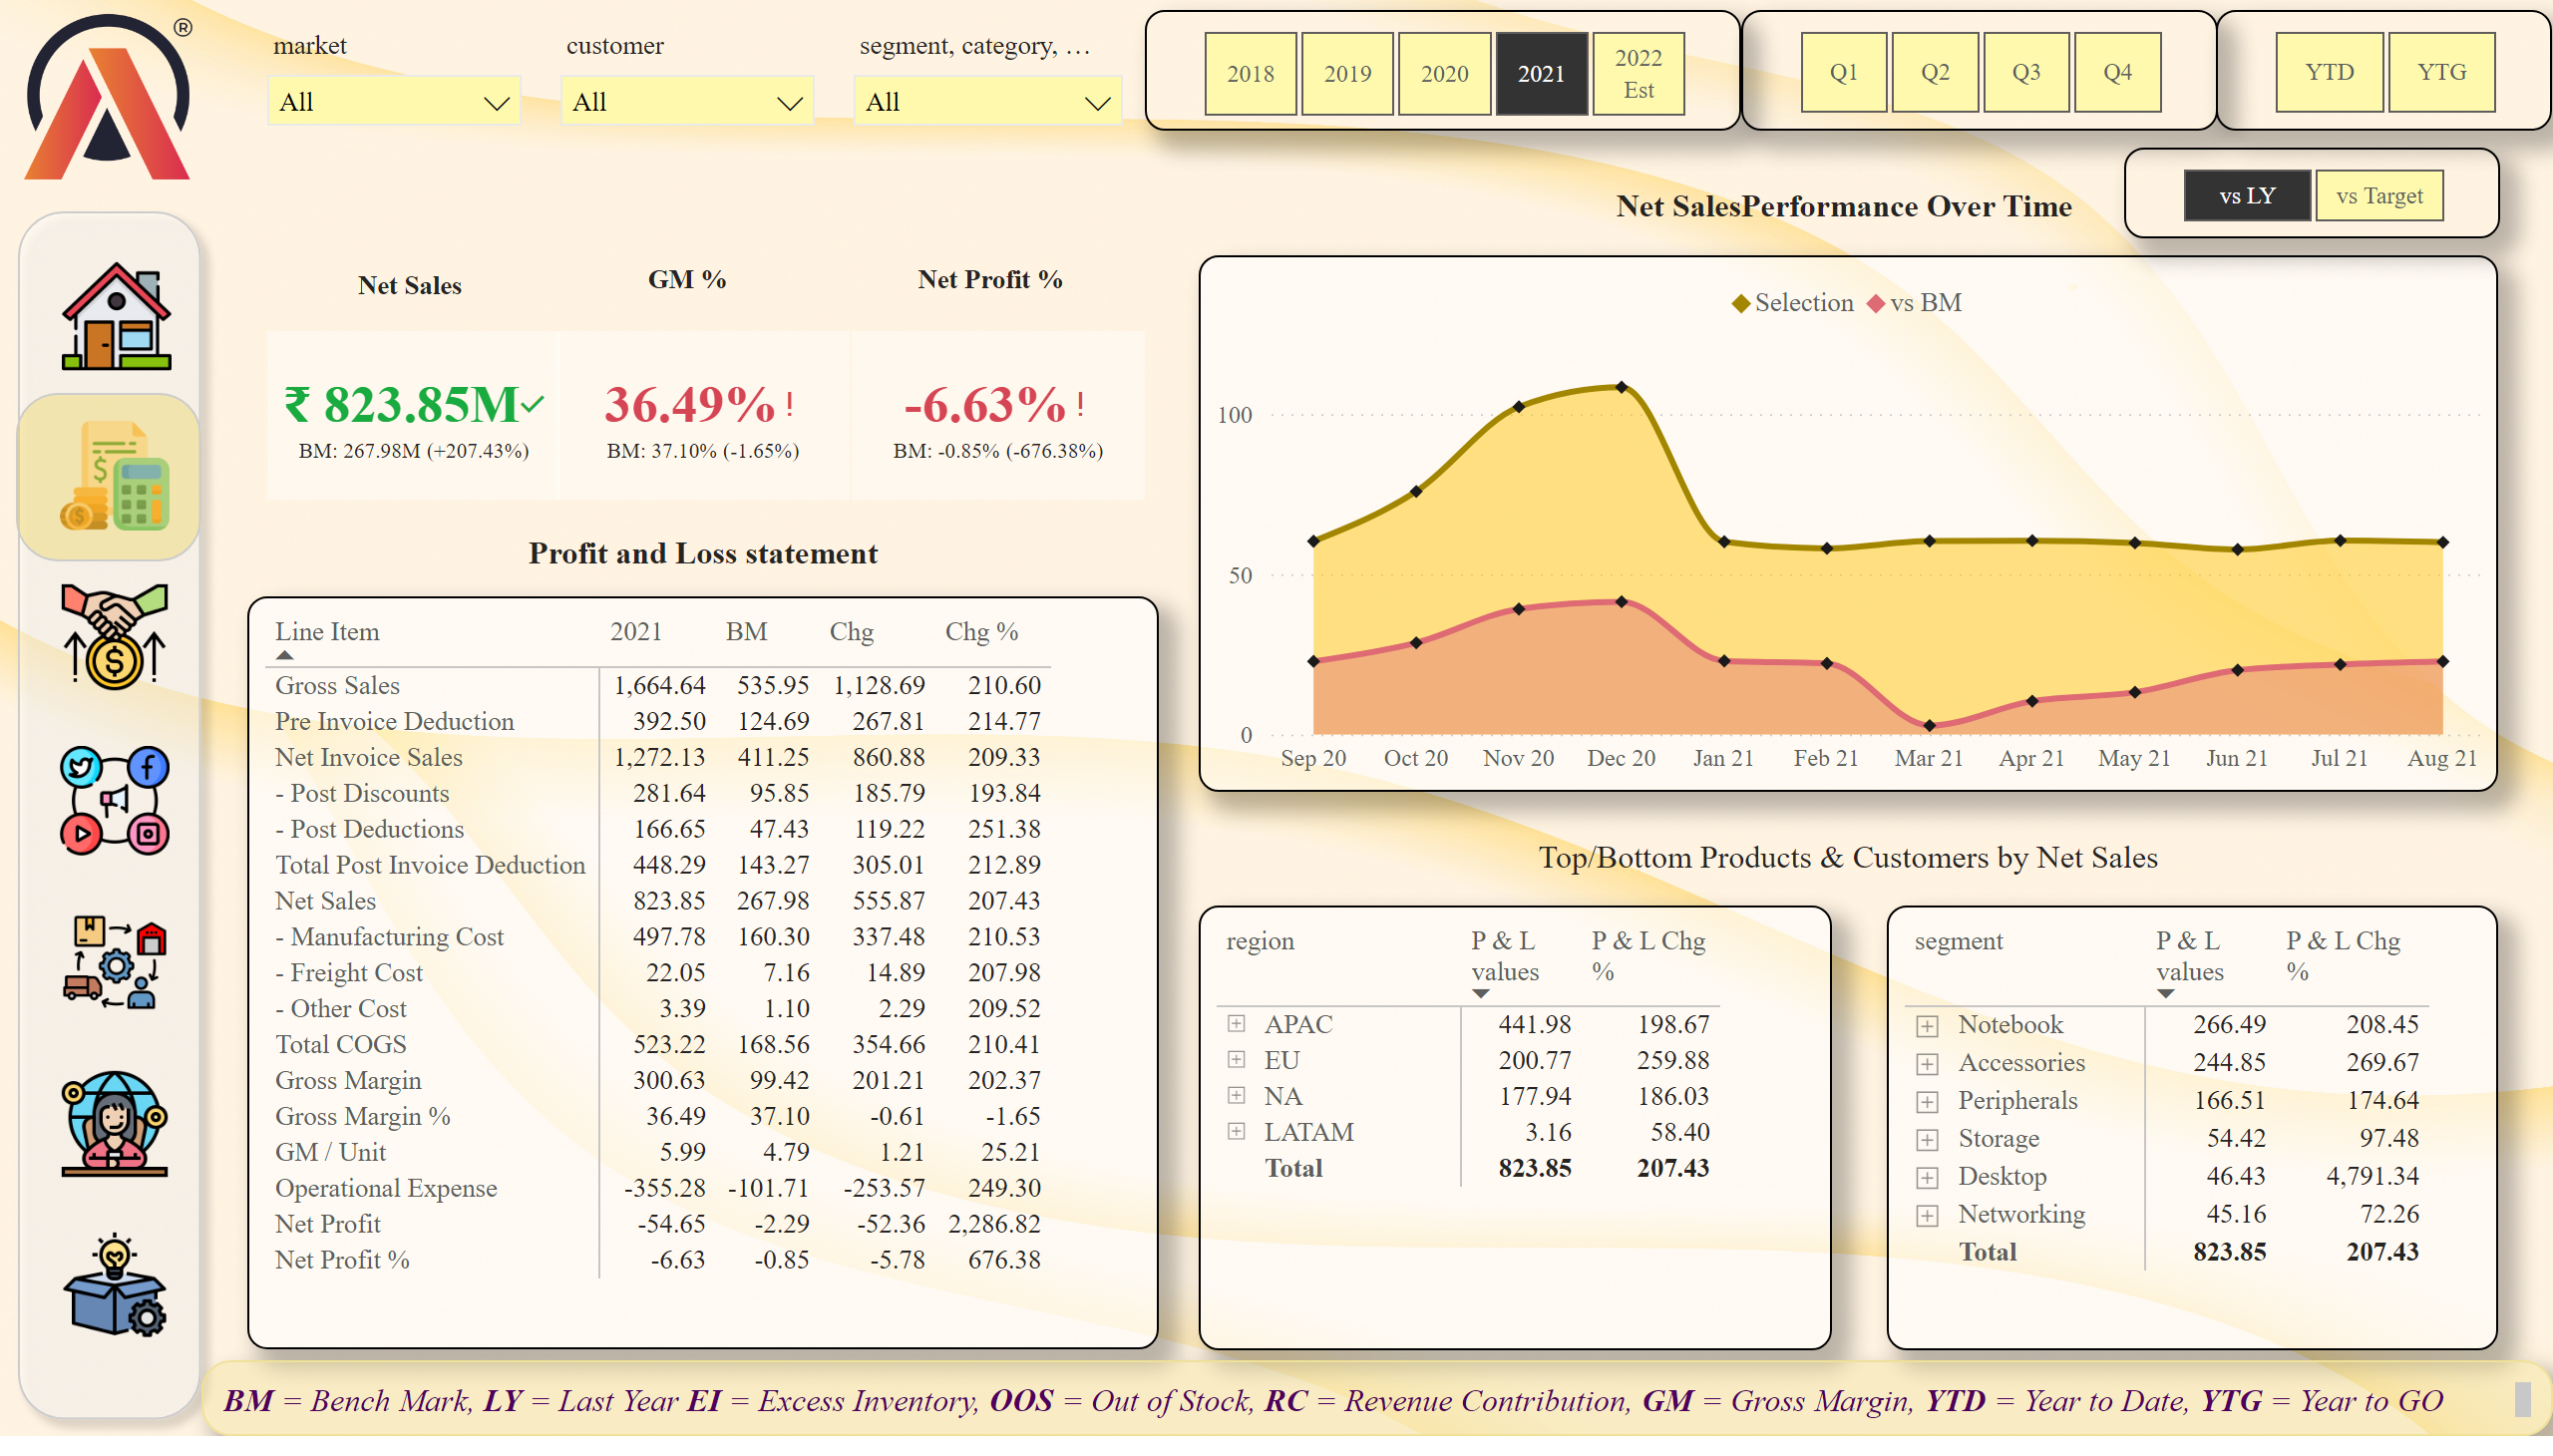 ®
market
customer
segment, category, …
All
All
All
2018
2019
2020
2021
2022
Est
Q1
Q2
Q3
Q4
YTD
YTG
vs LY
vs Target
Net Sales
GM %
Net Profit %
₹ 823.85M
BM: 267.98M (+207.43%)
36.49% !
BM: 37.10% (-1.65%)
-6.63% !
BM: -0.85% (-676.38%)
Net SalesPerformance Over Time
Selection vs BM
100
50
0
Sep 20 Oct 20 Nov 20 Dec 20 Jan 21 Feb 21 Mar 21 Apr 21 May 21 Jun 21 Jul 21 Aug 21
Profit and Loss statement
Line Item 2021 BM Chg Chg %
Gross Sales 1,664.64 535.95 1,128.69 210.60
Pre Invoice Deduction 392.50 124.69 267.81 214.77
Net Invoice Sales 1,272.13 411.25 860.88 209.33
- Post Discounts 281.64 95.85 185.79 193.84
- Post Deductions 166.65 47.43 119.22 251.38
Total Post Invoice Deduction 448.29 143.27 305.01 212.89
Net Sales 823.85 267.98 555.87 207.43
- Manufacturing Cost 497.78 160.30 337.48 210.53
- Freight Cost 22.05 7.16 14.89 207.98
- Other Cost 3.39 1.10 2.29 209.52
Total COGS 523.22 168.56 354.66 210.41
Gross Margin 300.63 99.42 201.21 202.37
Gross Margin % 36.49 37.10 -0.61 -1.65
GM / Unit 5.99 4.79 1.21 25.21
Operational Expense -355.28 -101.71 -253.57 249.30
Net Profit -54.65 -2.29 -52.36 2,286.82
Net Profit % -6.63 -0.85 -5.78 676.38
Top/Bottom Products & Customers by Net Sales
region P & L values P & L Chg %
APAC 441.98 198.67
EU 200.77 259.88
NA 177.94 186.03
LATAM 3.16 58.40
Total 823.85 207.43
segment P & L values P & L Chg %
Notebook 266.49 208.45
Accessories 244.85 269.67
Peripherals 166.51 174.64
Storage 54.42 97.48
Desktop 46.43 4,791.34
Networking 45.16 72.26
Total 823.85 207.43
BM = Bench Mark, LY = Last Year EI = Excess Inventory, OOS = Out of Stock, RC = Revenue Contribution, GM = Gross Margin, YTD = Year to Date, YTG = Year to GO